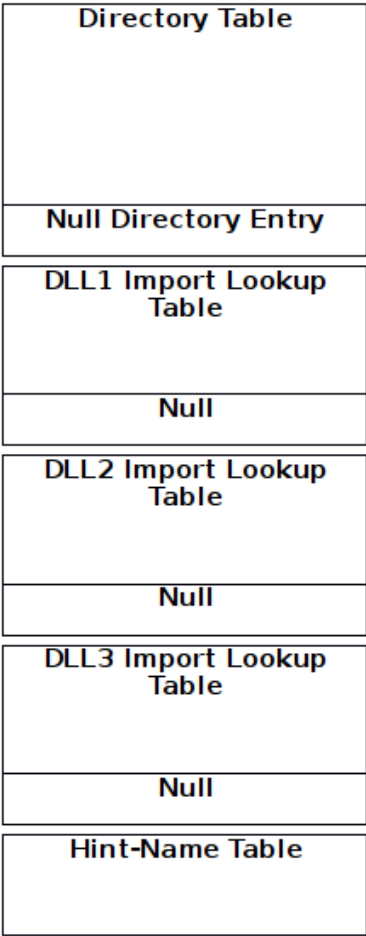 Directory Table
Null Directory Entry
DLL1 Import Lookup
Table
Null
DLL2 Import Lookup
Table
Null
DLL3 Import Lookup
Table
Null
Hint-Name Table